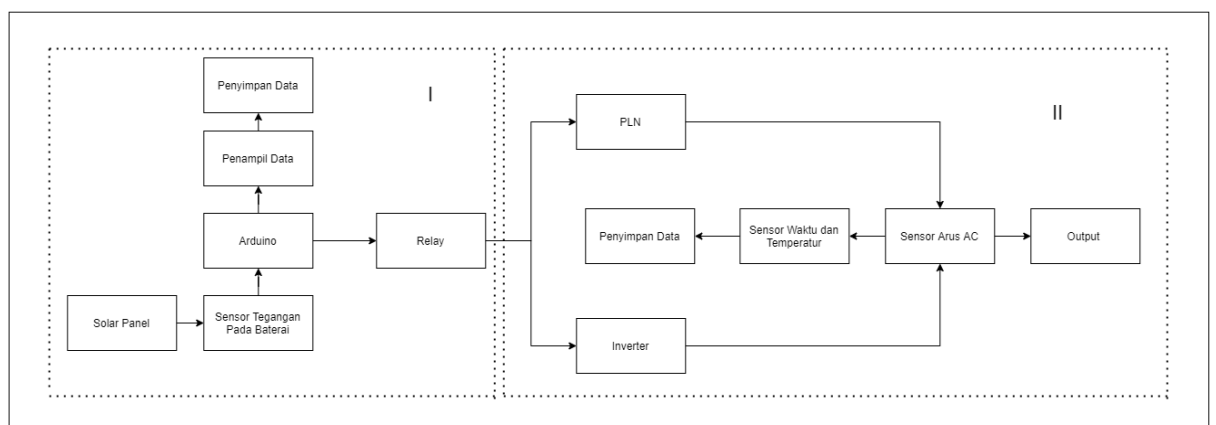 Penyimpan Data
I
Penampil Data
Arduino
Relay
Solar Panel
Sensor Tegangan
Pada Baterai
II
PLN
Penyimpan Data
Sensor Waktu dan
Temperatur
Sensor Arus AC
Output
Inverter